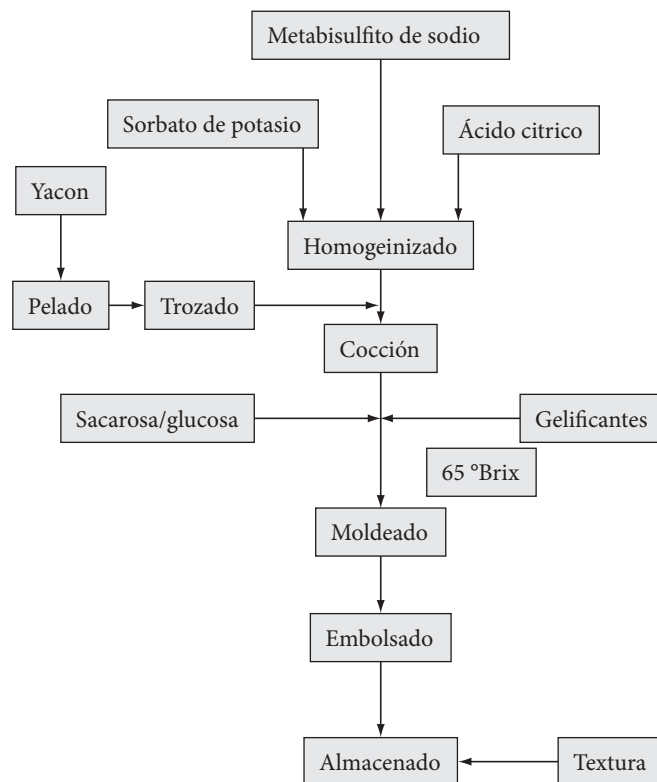 Metabisulfito de sodio
Sorbato de potasio
Ácido citrico
Yacon
Homogeinizado
Pelado
Trozado
Cocción
Sacarosa/glucosa
Gelificantes
65 °Brix
Moldeado
Embolsado
Almacenado
Textura